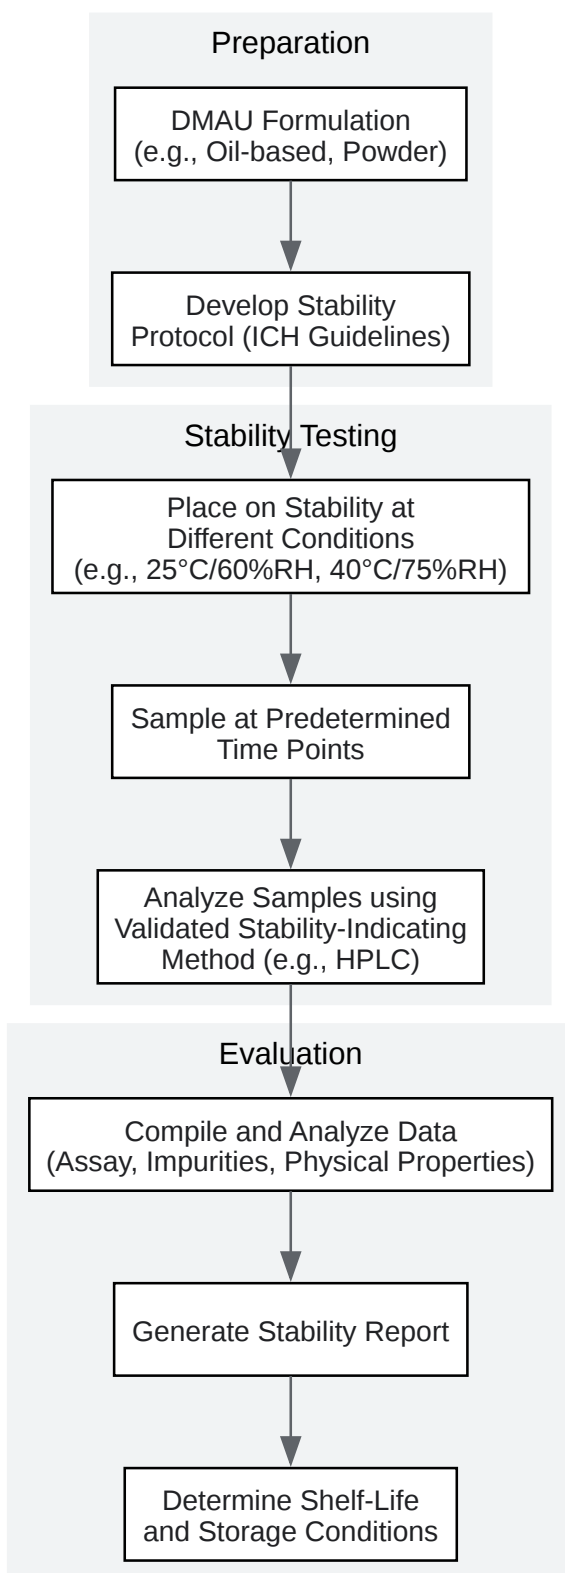 Preparation
DMAU Formulation
(e.g., Oil-based, Powder)
Develop Stability
Protocol (ICH Guidelines)
Stability Testing
Place on Stability at
Different Conditions
(e.g., 25°C/60%RH, 40°C/75%RH)
Sample at Predetermined
Time Points
Analyze Samples using
Validated Stability-Indicating
Method (e.g., HPLC)
Evaluation
Compile and Analyze Data
(Assay, Impurities, Physical Properties)
Generate Stability Report
Determine Shelf-Life
and Storage Conditions